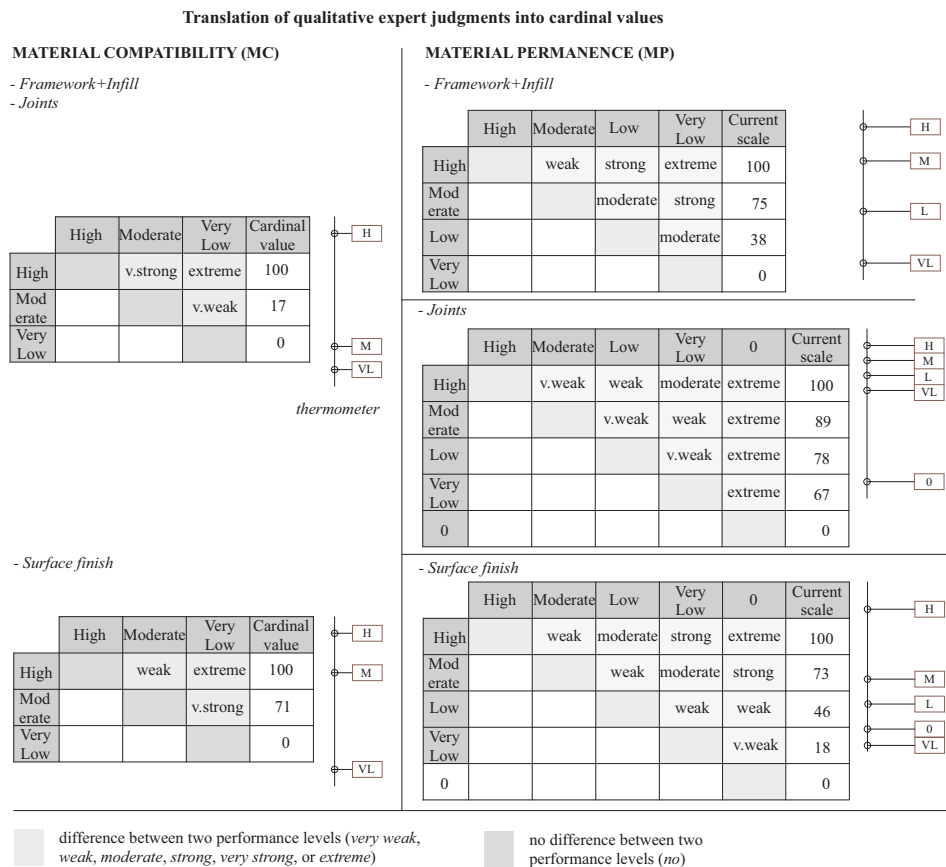 Translation of qualitative expert judgments into cardinal values
MATERIAL COMPATIBILITY (MC)
- Framework+Infill
- Joints
High Moderate Very Low Cardinal value
High v.strong extreme 100
Mod erate v.weak 17
Very Low 0
H
M
VL
thermometer
- Surface finish
High Moderate Very Low Cardinal value
High weak extreme 100
Mod erate v.strong 71
Very Low 0
H
M
VL
MATERIAL PERMANENCE (MP)
- Framework+Infill
High Moderate Low Very Low Current scale
High weak strong extreme 100
Mod erate moderate strong 75
Low moderate 38
Very Low 0
H
M
L
VL
- Joints
High Moderate Low Very Low 0 Current scale
High v.weak weak moderate extreme 100
Mod erate v.weak weak extreme 89
Low v.weak extreme 78
Very Low extreme 67
0 0
H
M
L
VL
0
- Surface finish
High Moderate Low Very Low 0 Current scale
High weak moderate strong extreme 100
Mod erate weak moderate strong 73
Low weak weak 46
Very Low v.weak 18
0 0
H
M
L
0
VL
difference between two performance levels (very weak,
weak, moderate, strong, very strong, or extreme)
no difference between two
performance levels (no)